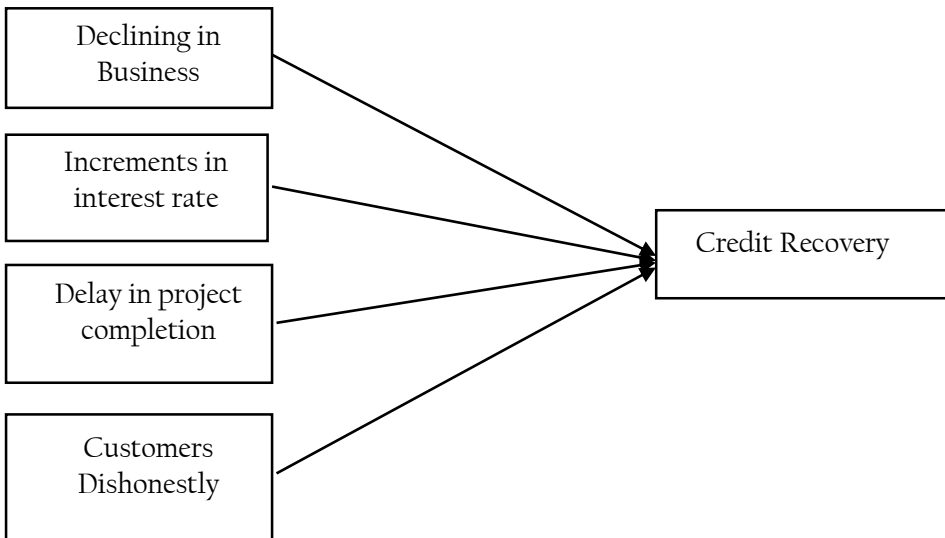 Declining in
Business
Increments in
interest rate
Delay in project
completion
Customers
Dishonestly
Credit Recovery